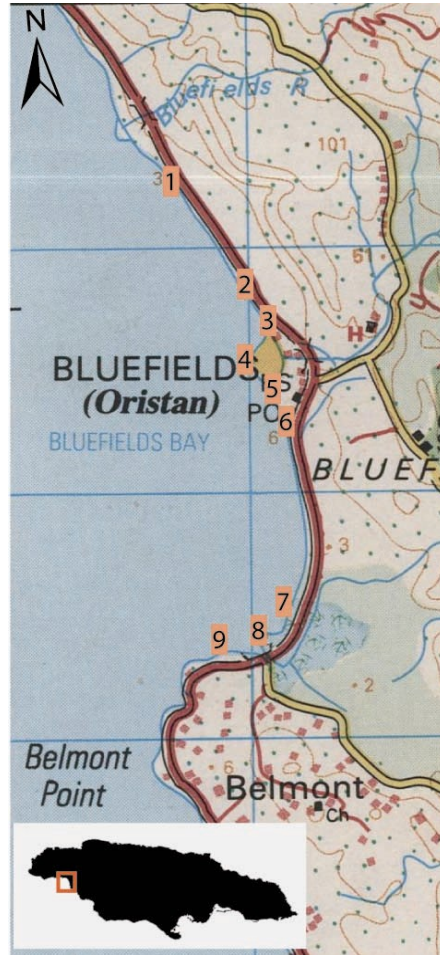 N
Bluefields R
3
1
101
2
61
3
H
4
BLUEFIELDS
5
(Oristan)
PO
6
6
BLUEFIELDS BAY
BLUEF
3
7
8
9
2
Belmont
Point
6
Belmont
Ch